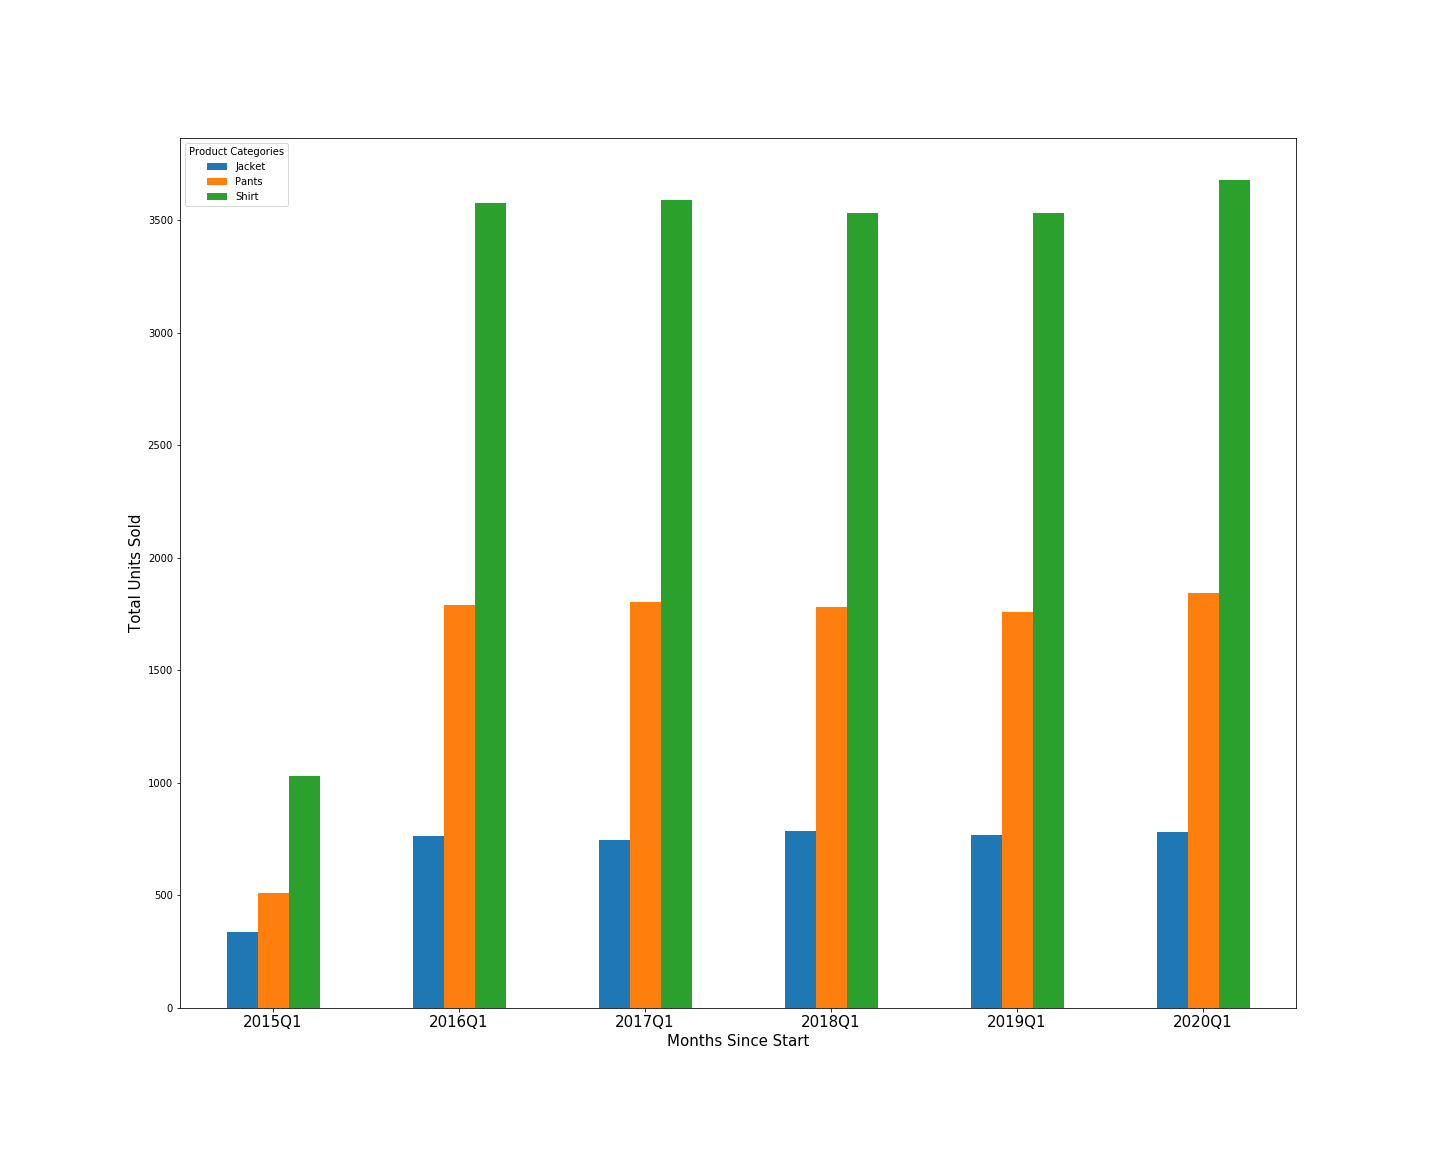 Product Categories
Jacket
Pants
Shirt
3500
3000
2500
2000
1500
1000
500
0
Total Units Sold
2015Q1 2016Q1 2017Q1 2018Q1 2019Q1 2020Q1
Months Since Start